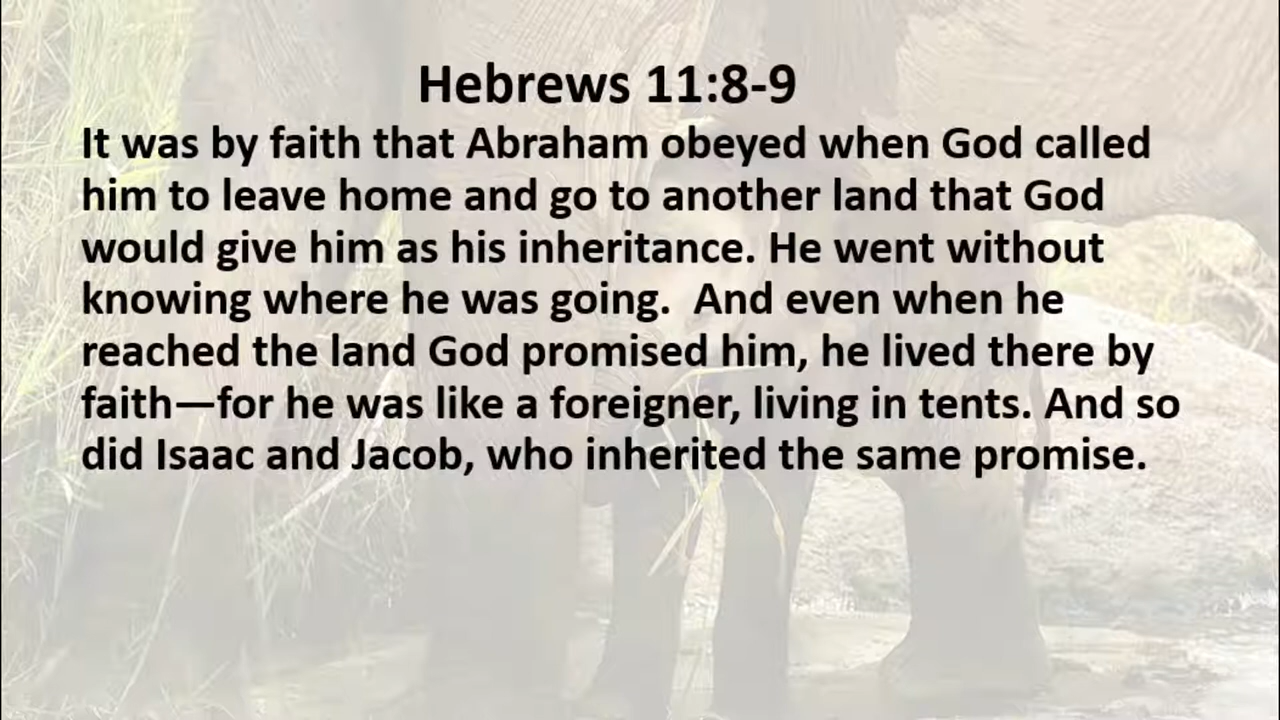 Hebrews 11:8-9
It was by faith that Abraham obeyed when God called
him to leave home and go to another land that God
would give him as his inheritance. He went without
knowing where he was going.  And even when he
reached the land God promised him, he lived there by
faith—for he was like a foreigner, living in tents. And so
did Isaac and Jacob, who inherited the same promise.